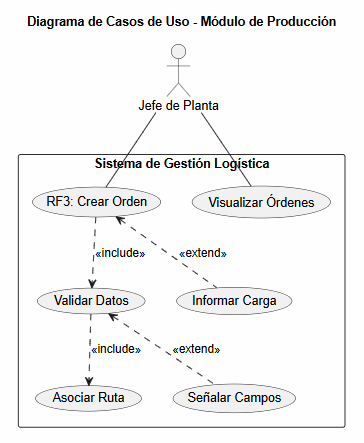 Diagrama de Casos de Uso - Módulo de Producción
Jefe de Planta
Sistema de Gestión Logística
RF3: Crear Orden
Visualizar Órdenes
«include»
«extend»
Validar Datos
Informar Carga
«include»
«extend»
Asociar Ruta
Señalar Campos